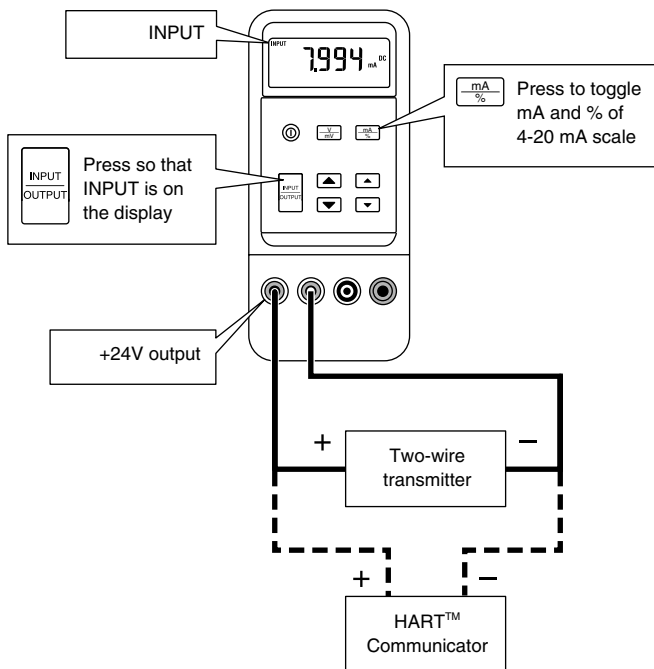 INPUT
INPUT
7.994 mA DC
mA
%
Press to toggle
mA and % of
4-20 mA scale
V
mV
mA
%
INPUT
OUTPUT
Press so that
INPUT is on
the display
INPUT
OUTPUT
+24V output
+
Two-wire
transmitter
−
+
HART™
Communicator
−